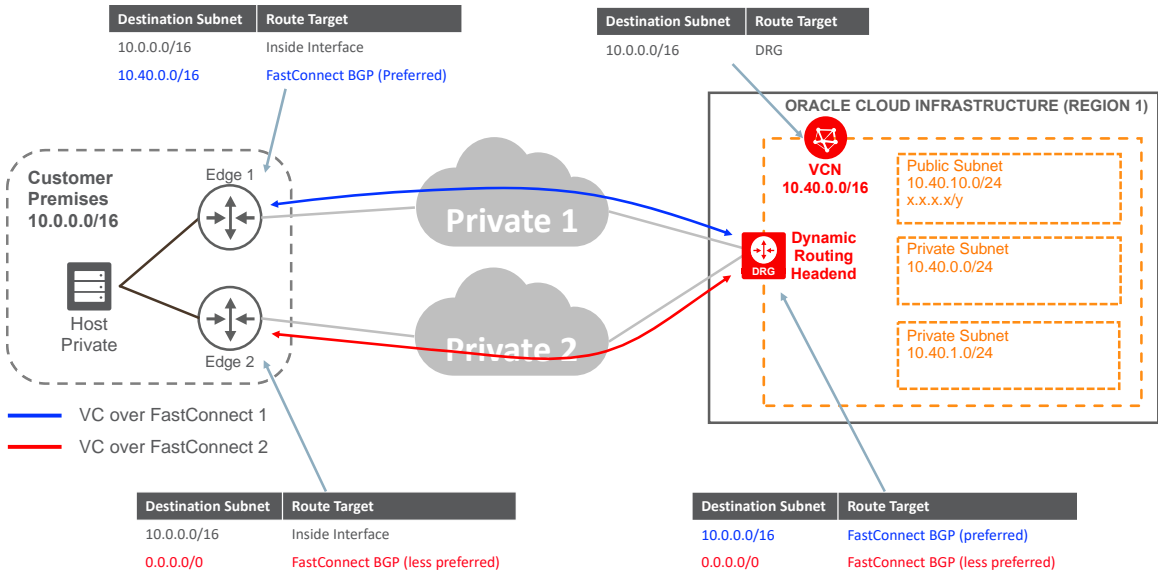 Destination Subnet Route Target
10.0.0.0/16 Inside Interface
10.40.0.0/16 FastConnect BGP (Preferred)
Destination Subnet Route Target
10.0.0.0/16 DRG
ORACLE CLOUD INFRASTRUCTURE (REGION 1)
Customer
Premises
10.0.0.0/16
Edge 1
Host
Private
Edge 2
Private 1
Private 2
VCN
10.40.0.0/16
Dynamic
Routing
Headend
DRG
Public Subnet
10.40.10.0/24
x.x.x.x/y
Private Subnet
10.40.0.0/24
Private Subnet
10.40.1.0/24
VC over FastConnect 1
VC over FastConnect 2
Destination Subnet Route Target
10.0.0.0/16 Inside Interface
0.0.0.0/0 FastConnect BGP (less preferred)
Destination Subnet Route Target
10.0.0.0/16 FastConnect BGP (preferred)
0.0.0.0/0 FastConnect BGP (less preferred)